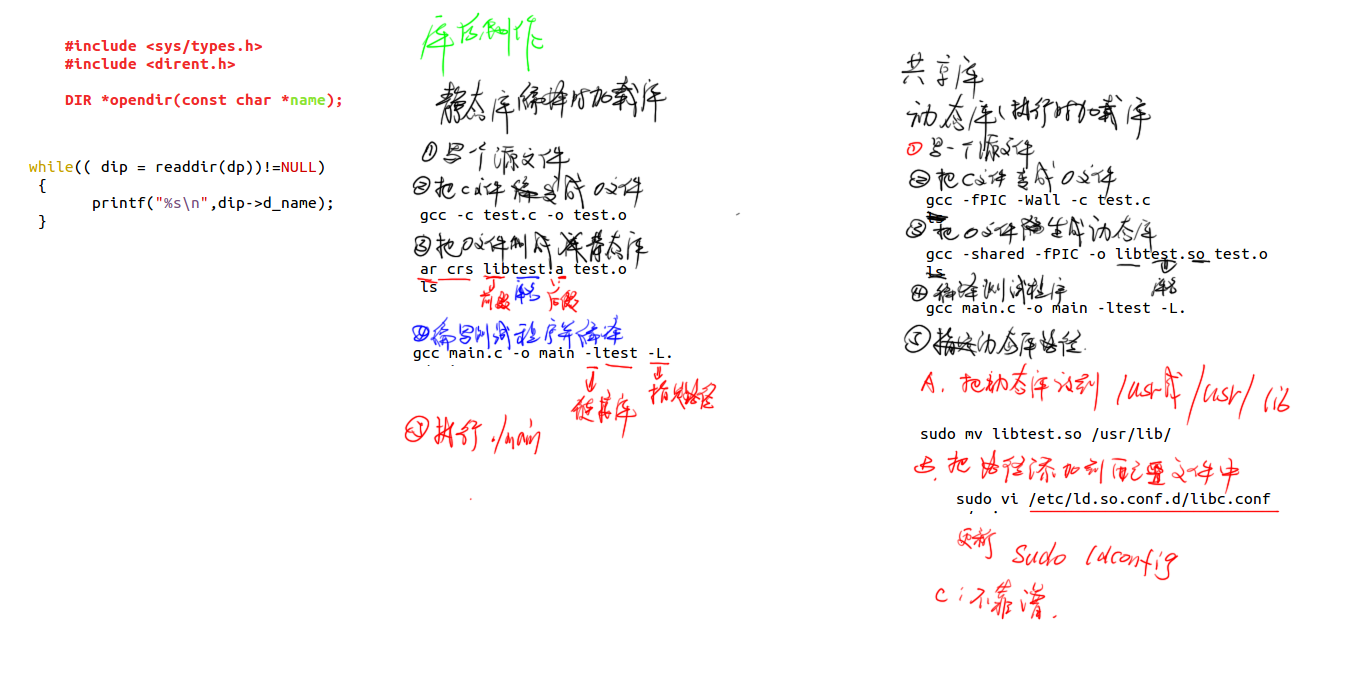 #include <sys/types.h>
#include <dirent.h>
DIR *opendir(const char *name);
while(( dip = readdir(dp))!=NULL)
{
printf("%s\n",dip->d_name);
}
库的制作
静态库 编译时加载库
①写个源文件
②把c文件 变成 o文件
gcc -c test.c -o test.o
③把o文件制成 静态库
ar crs libtest.a test.o
ls
前缀 库名 后缀
④编写测试程序并编译
gcc main.c -o main -ltest -L.
链接库 指定路径
⑤执行 ./main
共享库
动态库(执行时加载库
①写一个源文件
②把C文件变成O文件
gcc -fPIC -Wall -c test.c
③把o文件 生成动态库
gcc -shared -fPIC -o libtest.so test.o
ls
库名
④编译测试程序
gcc main.c -o main -ltest -L.
⑤指定动态库路径
A. 把动态库放到 /usr或/usr/lib
sudo mv libtest.so /usr/lib/
B. 把路径添加到配置文件中
sudo vi /etc/ld.so.conf.d/libc.conf
更新 sudo ldconfig
C:不靠谱.